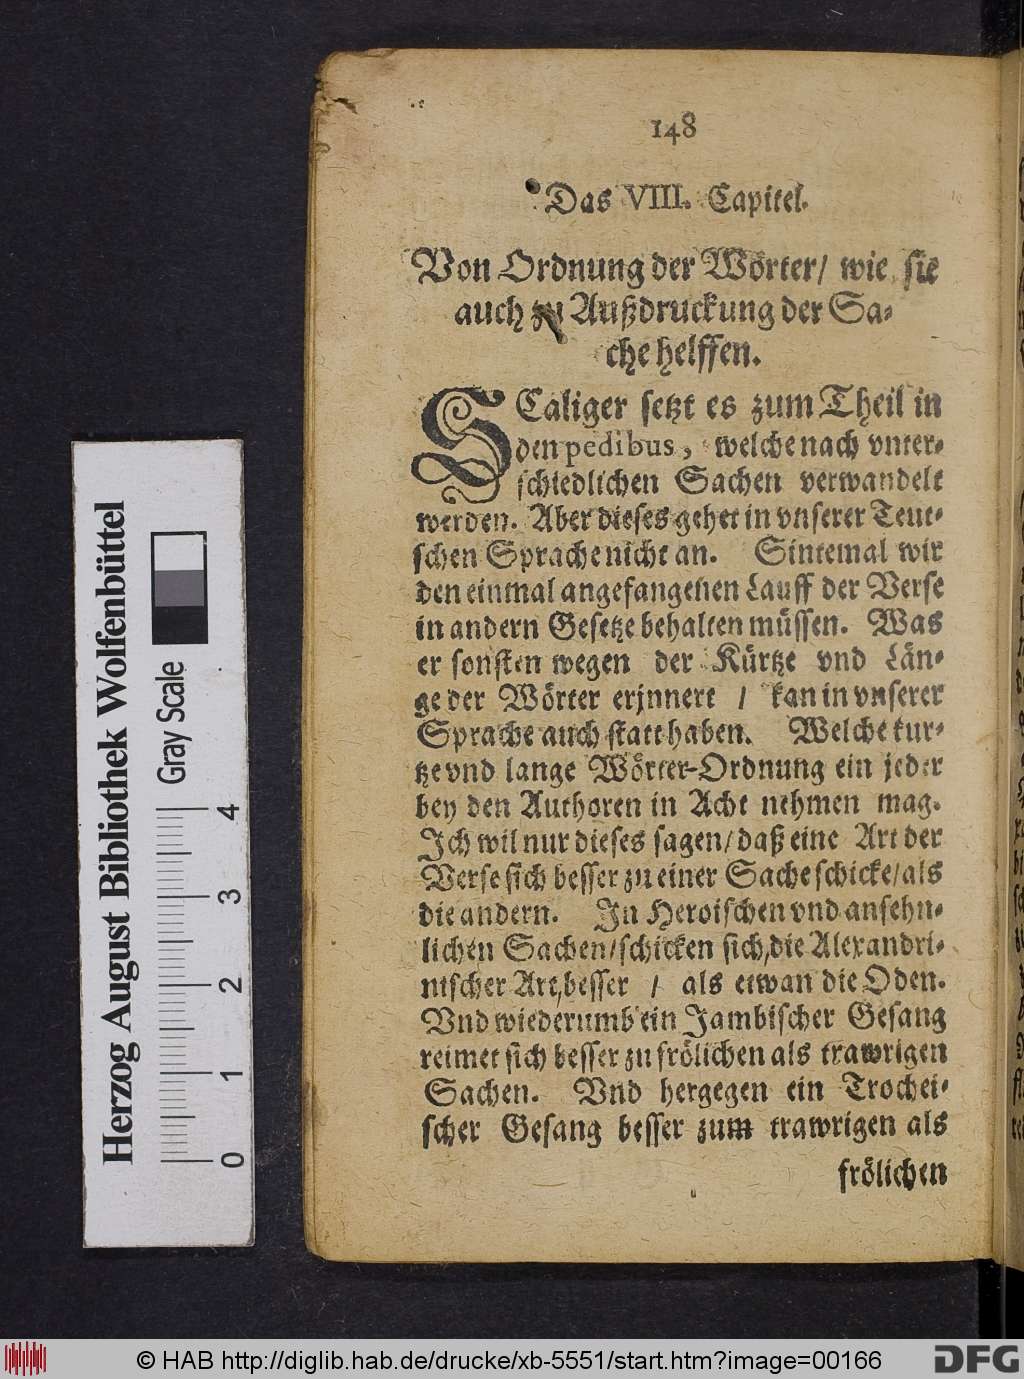 148
Das VIII. Capitel.
Von Ordnung der Wörter/ wie sie
auch zu Außdruckung der Sa-
che helffen.
SCaliger setzt es zum Theil in
den pedibus, welche nach vnter-
schiedlichen Sachen verwandelt
werden. Aber dieses gehet in vnserer Teut-
schen Sprache nicht an. Sintemal wir
den einmal angefangenen Lauff der Verse
in andern Gesetze behalten müssen. Was
er sonsten wegen der Kürtze vnd Län-
ge der Wörter erjnnert / kan in vnserer
Sprache auch statt haben. Welche kur-
tze vnd lange Wörter-Ordnung ein jeder
bey den Authoren in Acht nehmen mag.
Ich wil nur dieses sagen/ daß eine Art der
Verse sich besser zu einer Sache schicke/ als
die andern. In Heroischen vnd ansehn-
lichen Sachen/ schicken sich, die Alexandri-
nischer Art, besser / als etwan die Oden.
Vnd wiederumb ein Jambischer Gesang
reimet sich besser zu frölichen als trawrigen
Sachen. Vnd hergegen ein Trochei-
scher Gesang besser zum trawrigen als
frölichen
Herzog August Bibliothek Wolfenbüttel
Gray Scale
0 1 2 3 4
© HAB http://diglib.hab.de/drucke/xb-5551/start.htm?image=00166
DFG